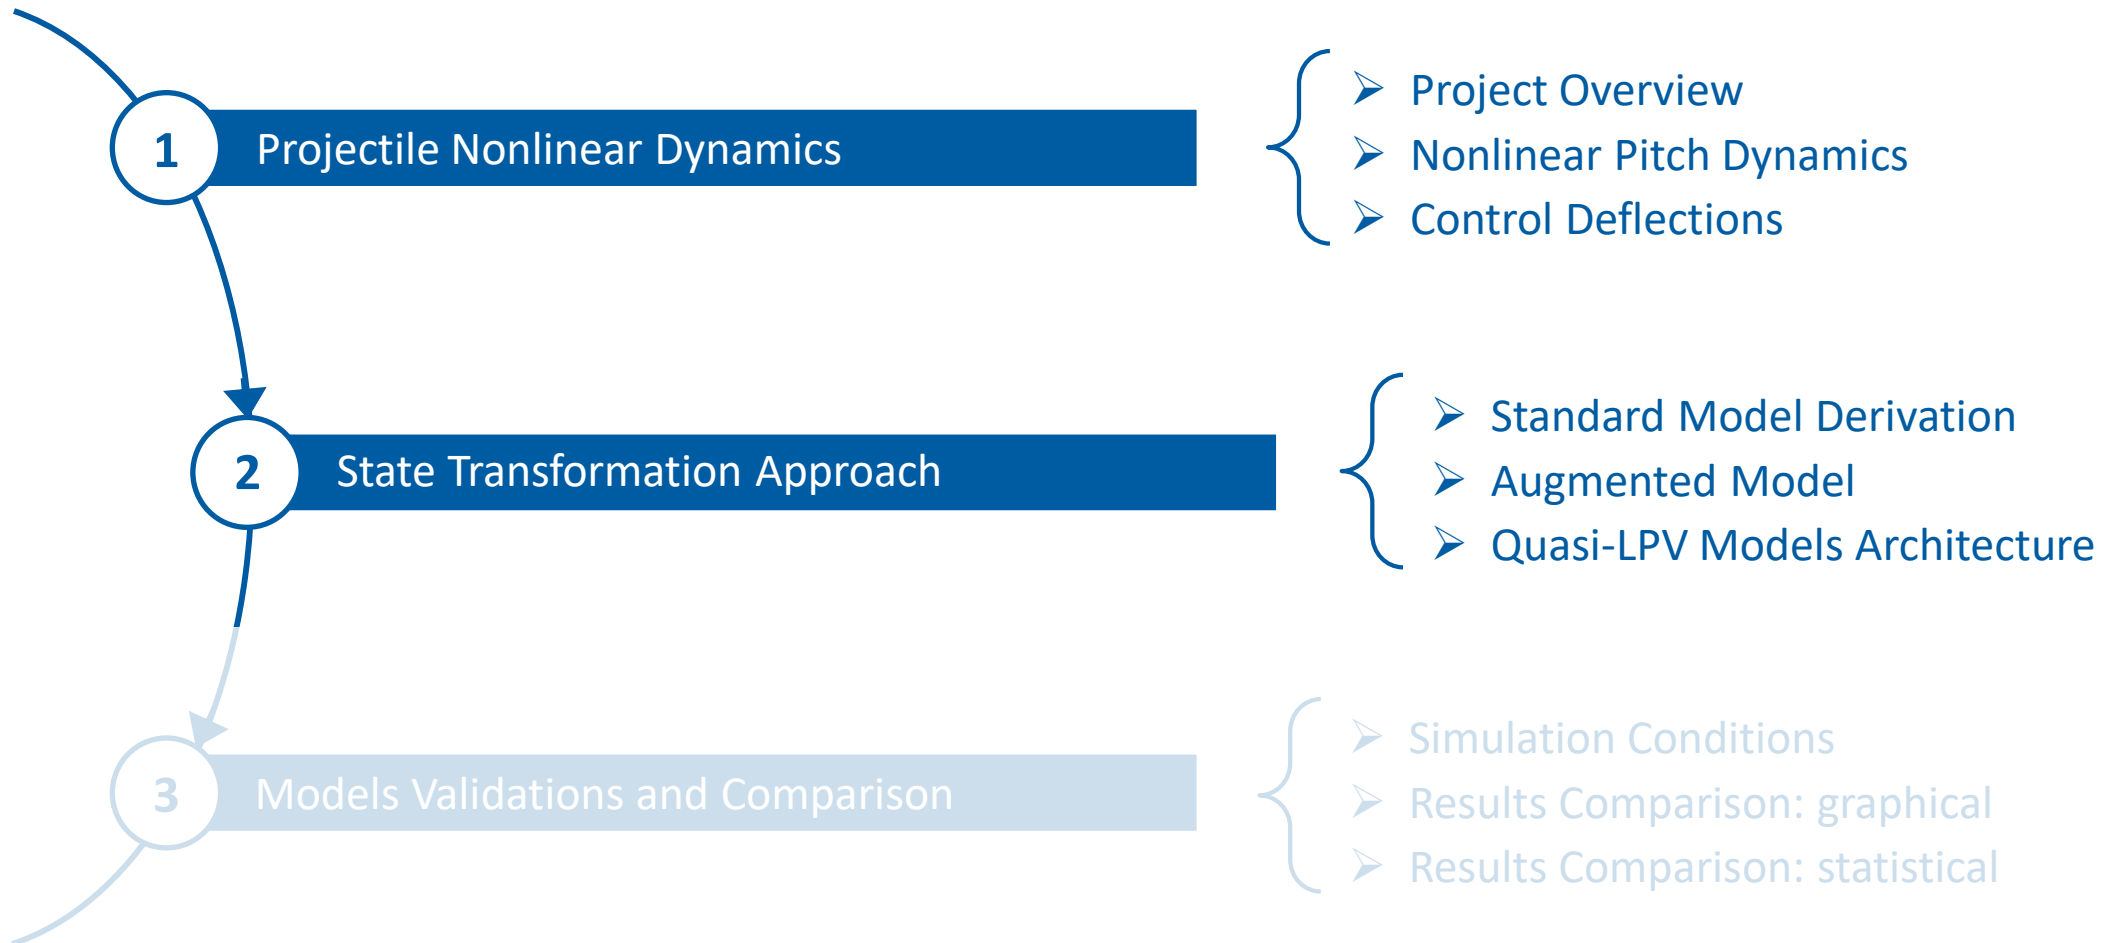 1
Projectile Nonlinear Dynamics
Project Overview
Nonlinear Pitch Dynamics
Control Deflections
2
State Transformation Approach
Standard Model Derivation
Augmented Model
Quasi-LPV Models Architecture
3
Models Validations and Comparison
Simulation Conditions
Results Comparison: graphical
Results Comparison: statistical